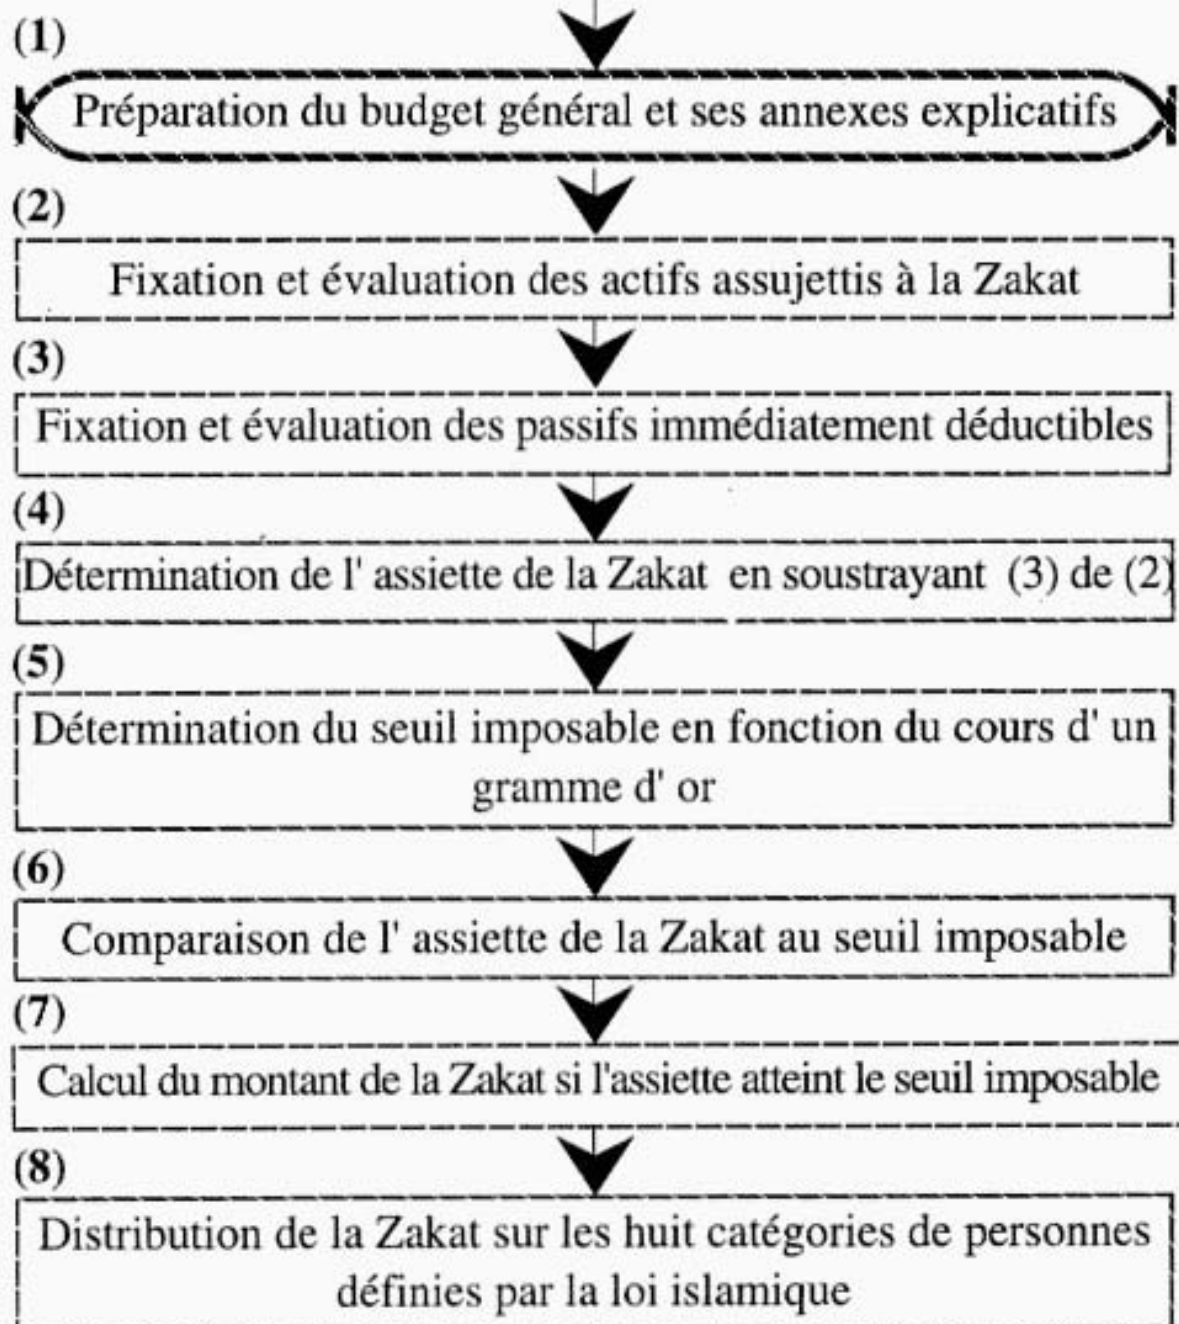 (1)
Préparation du budget général et ses annexes explicatifs
(2)
Fixation et évaluation des actifs assujettis à la Zakat
(3)
Fixation et évaluation des passifs immédiatement déductibles
(4)
Détermination de l' assiette de la Zakat en soustrayant (3) de (2)
(5)
Détermination du seuil imposable en fonction du cours d' un
gramme d' or
(6)
Comparaison de l' assiette de la Zakat au seuil imposable
(7)
Calcul du montant de la Zakat si l'assiette atteint le seuil imposable
(8)
Distribution de la Zakat sur les huit catégories de personnes
définies par la loi islamique